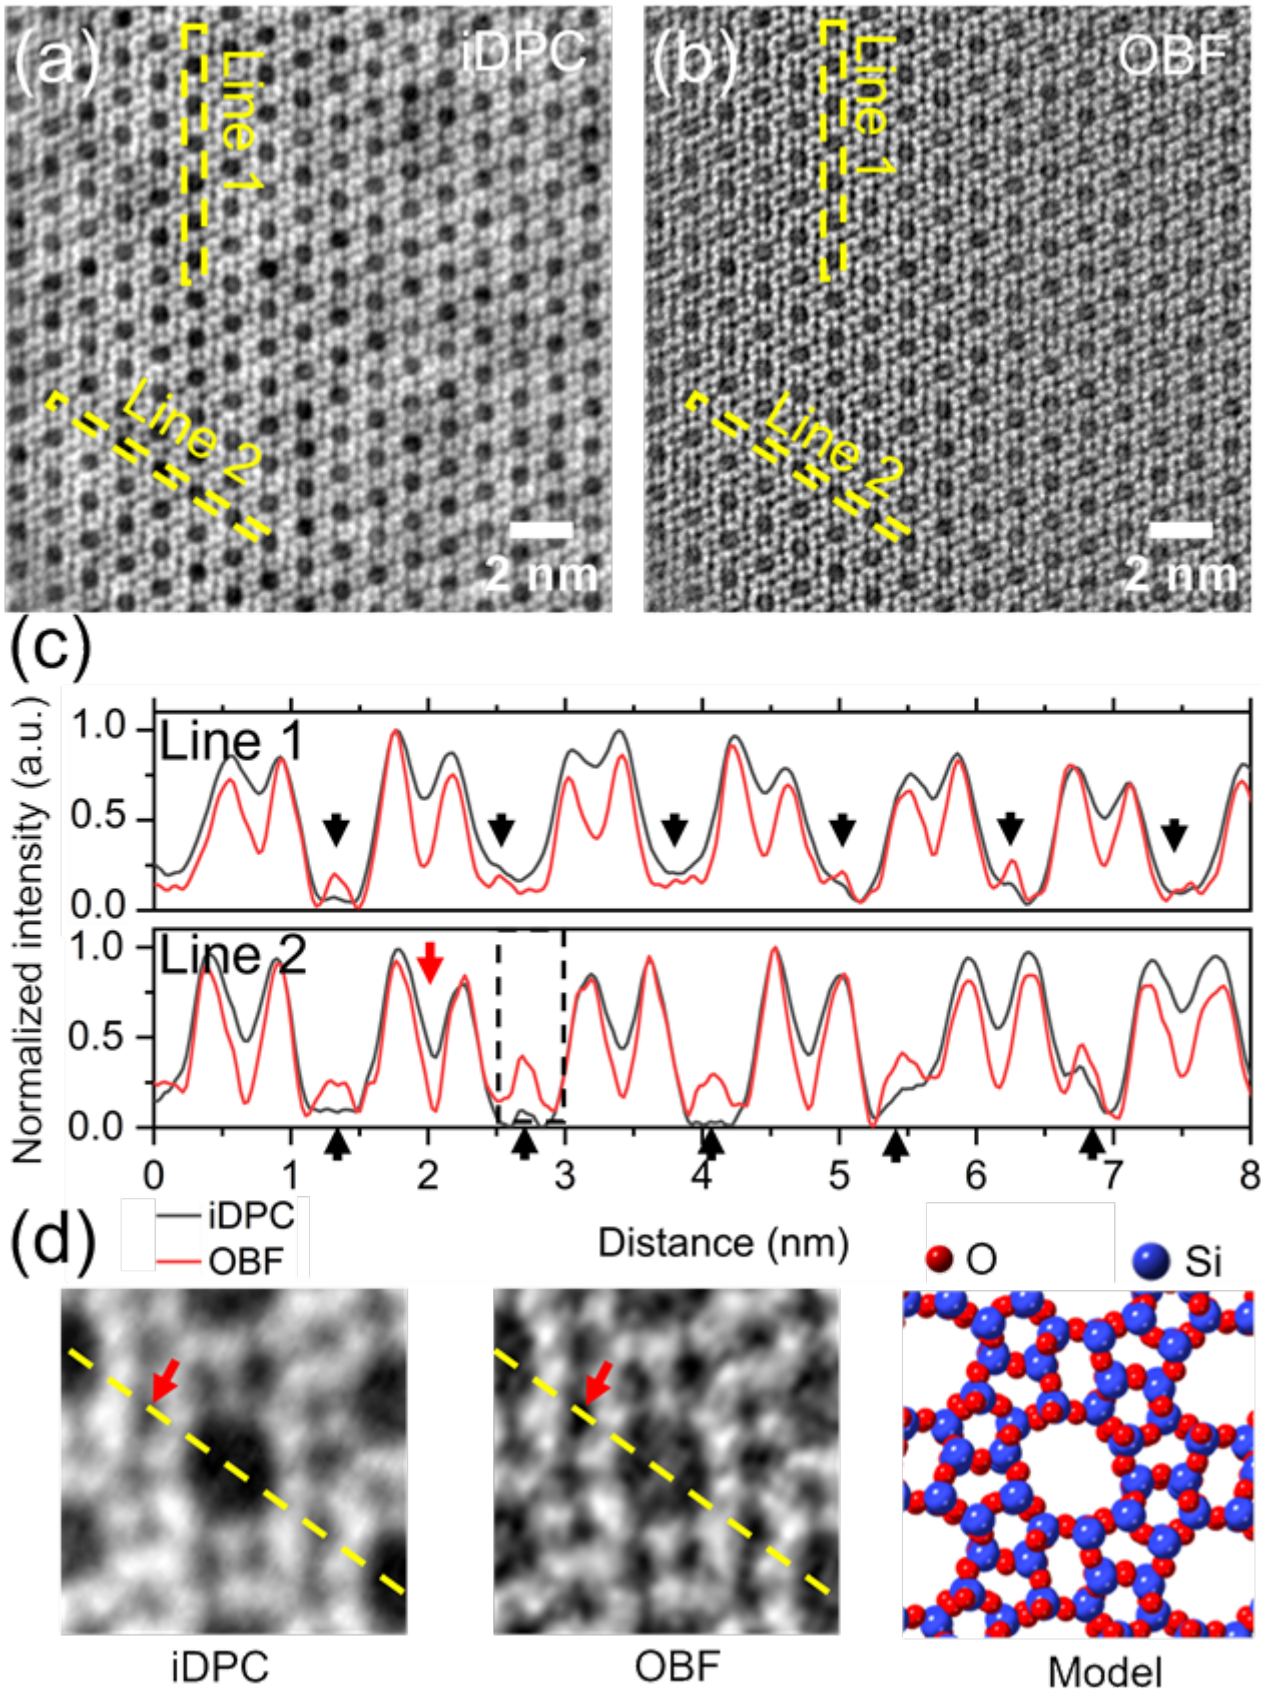 (a) iDPC
Line 1
Line 2
2 nm
(b) OBF
Line 1
Line 2
2 nm
(c)
Normalized intensity (a.u.)
1.0
0.5
0.0
Line 1
1.0
0.5
0.0
Line 2
0 1 2 3 4 5 6 7 8
Distance (nm)
iDPC
OBF
(d)
O Si
iDPC OBF Model